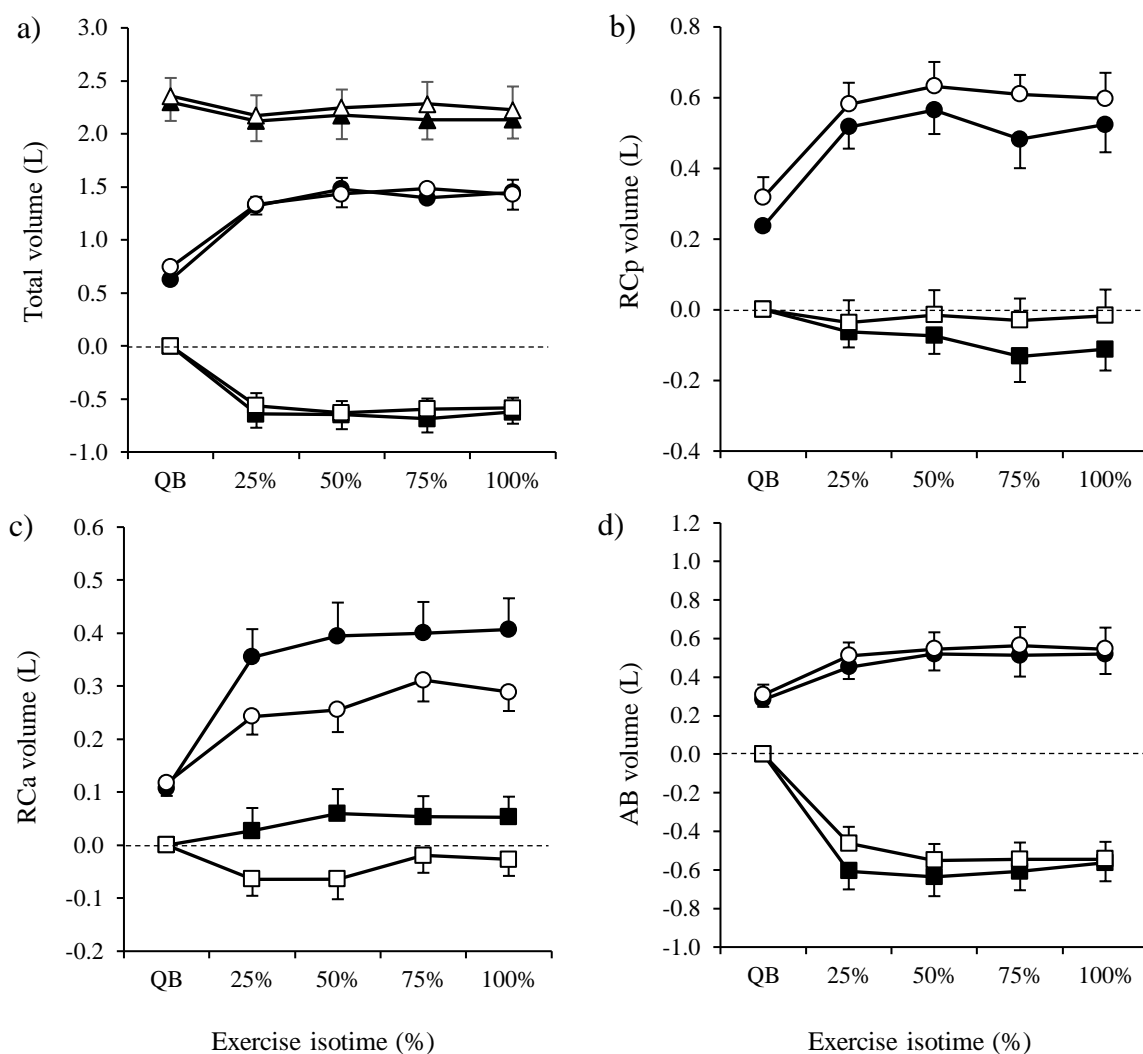 a)
Total volume (L)
3.0
2.5
2.0
1.5
1.0
0.5
0.0
-0.5
-1.0
QB 25% 50% 75% 100%
b)
RCp volume (L)
0.8
0.6
0.4
0.2
0.0
-0.2
-0.4
QB 25% 50% 75% 100%
c)
RCa volume (L)
0.6
0.5
0.4
0.3
0.2
0.1
0.0
-0.1
-0.2
QB 25% 50% 75% 100%
Exercise isotime (%)
d)
AB volume (L)
1.2
1.0
0.8
0.6
0.4
0.2
0.0
-0.2
-0.4
-0.6
-0.8
-1.0
QB 25% 50% 75% 100%
Exercise isotime (%)